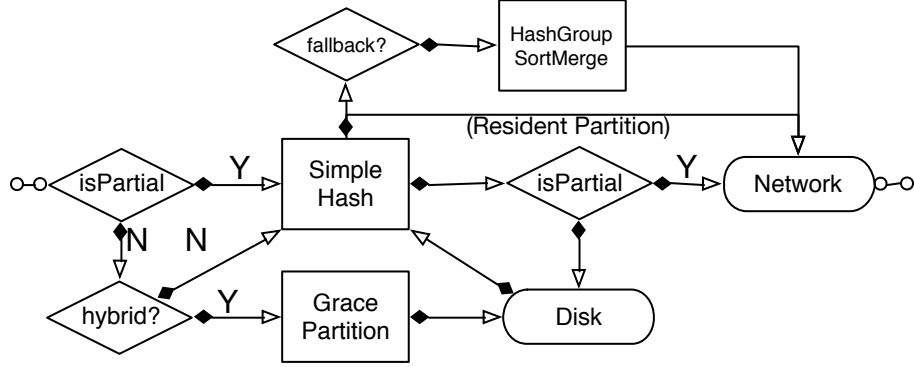 fallback?
HashGroup
SortMerge
(Resident Partition)
isPartial
Y
Simple
Hash
isPartial
Y
Network
N
N
hybrid?
Y
Grace
Partition
Disk